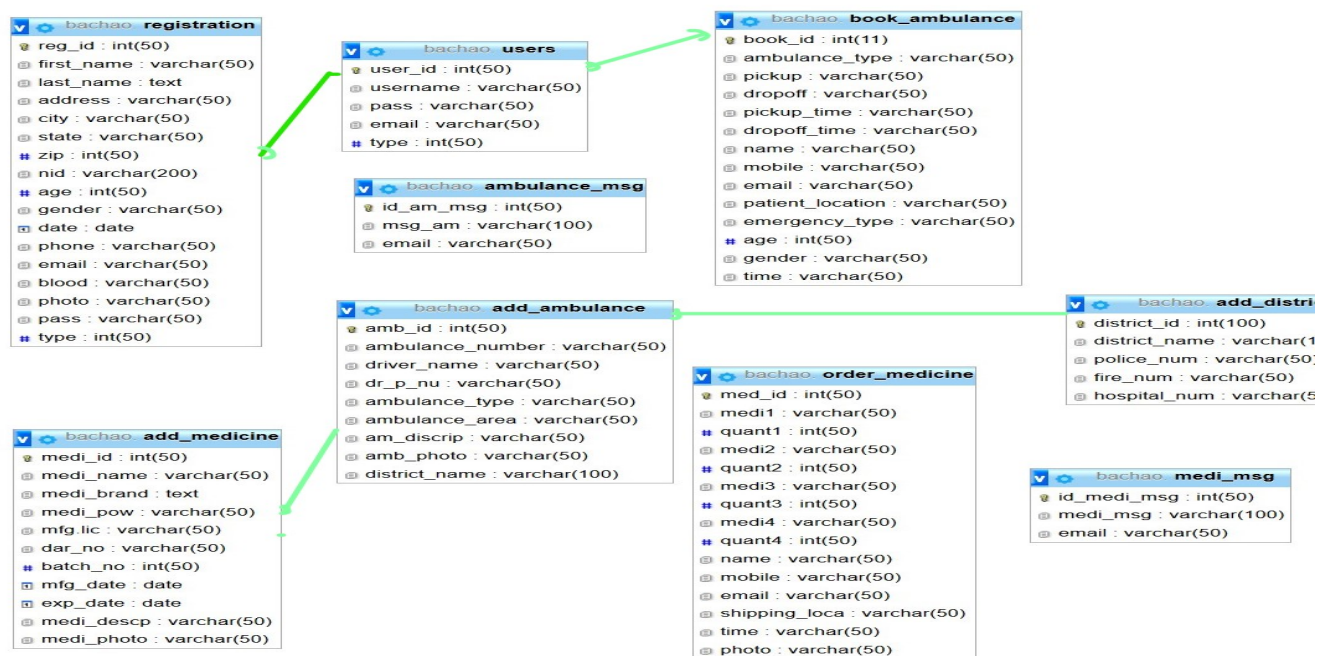 bachao registration
reg_id : int(50)
first_name : varchar(50)
last_name : text
address : varchar(50)
city : varchar(50)
state : varchar(50)
zip : int(50)
nid : varchar(200)
age : int(50)
gender : varchar(50)
date : date
phone : varchar(50)
email : varchar(50)
blood : varchar(50)
photo : varchar(50)
pass : varchar(50)
type : int(50)
bachao users
user_id : int(50)
username : varchar(50)
pass : varchar(50)
email : varchar(50)
type : int(50)
bachao book_ambulance
book_id : int(11)
ambulance_type : varchar(50)
pickup : varchar(50)
dropoff : varchar(50)
pickup_time : varchar(50)
dropoff_time : varchar(50)
name : varchar(50)
mobile : varchar(50)
email : varchar(50)
patient_location : varchar(50)
emergency_type : varchar(50)
age : int(50)
gender : varchar(50)
time : varchar(50)
bachao ambulance_msg
id_am_msg : int(50)
msg_am : varchar(100)
email : varchar(50)
bachao add_ambulance
amb_id : int(50)
ambulance_number : varchar(50)
driver_name : varchar(50)
dr_p_nu : varchar(50)
ambulance_type : varchar(50)
ambulance_area : varchar(50)
am_discrip : varchar(50)
amb_photo : varchar(50)
district_name : varchar(100)
bachao add_distri
district_id : int(100)
district_name : varchar(1
police_num : varchar(50)
fire_num : varchar(50)
hospital_num : varchar(5
bachao add_medicine
medi_id : int(50)
medi_name : varchar(50)
medi_brand : text
medi_pow : varchar(50)
mfg.lic : varchar(50)
dar_no : varchar(50)
batch_no : int(50)
mfg_date : date
exp_date : date
medi_descp : varchar(50)
medi_photo : varchar(50)
bachao order_medicine
med_id : int(50)
medi1 : varchar(50)
quant1 : int(50)
medi2 : varchar(50)
quant2 : int(50)
medi3 : varchar(50)
quant3 : int(50)
medi4 : varchar(50)
quant4 : int(50)
name : varchar(50)
mobile : varchar(50)
email : varchar(50)
shipping_loca : varchar(50)
time : varchar(50)
photo : varchar(50)
bachao medi_msg
id_medi_msg : int(50)
medi_msg : varchar(100)
email : varchar(50)